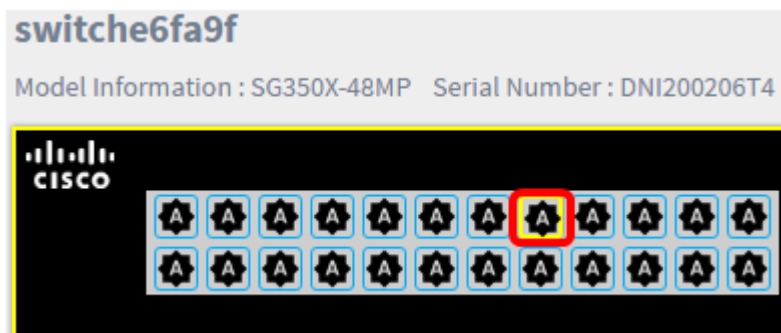 switche6fa9f
Model Information : SG350X-48MP Serial Number : DNI200206T4
CISCO
A A A A A A A A A A A A
A A A A A A A A A A A A